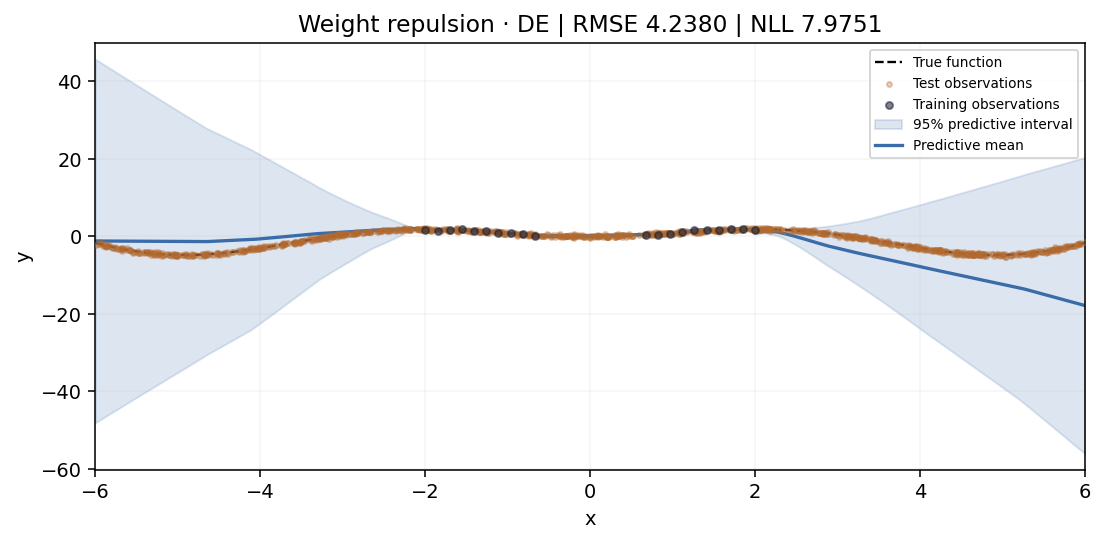 Weight repulsion · DE | RMSE 4.2380 | NLL 7.9751
True function
Test observations
Training observations
95% predictive interval
Predictive mean
40
20
0
−20
−40
−60
y
−6
−4
−2
0
2
4
6
x